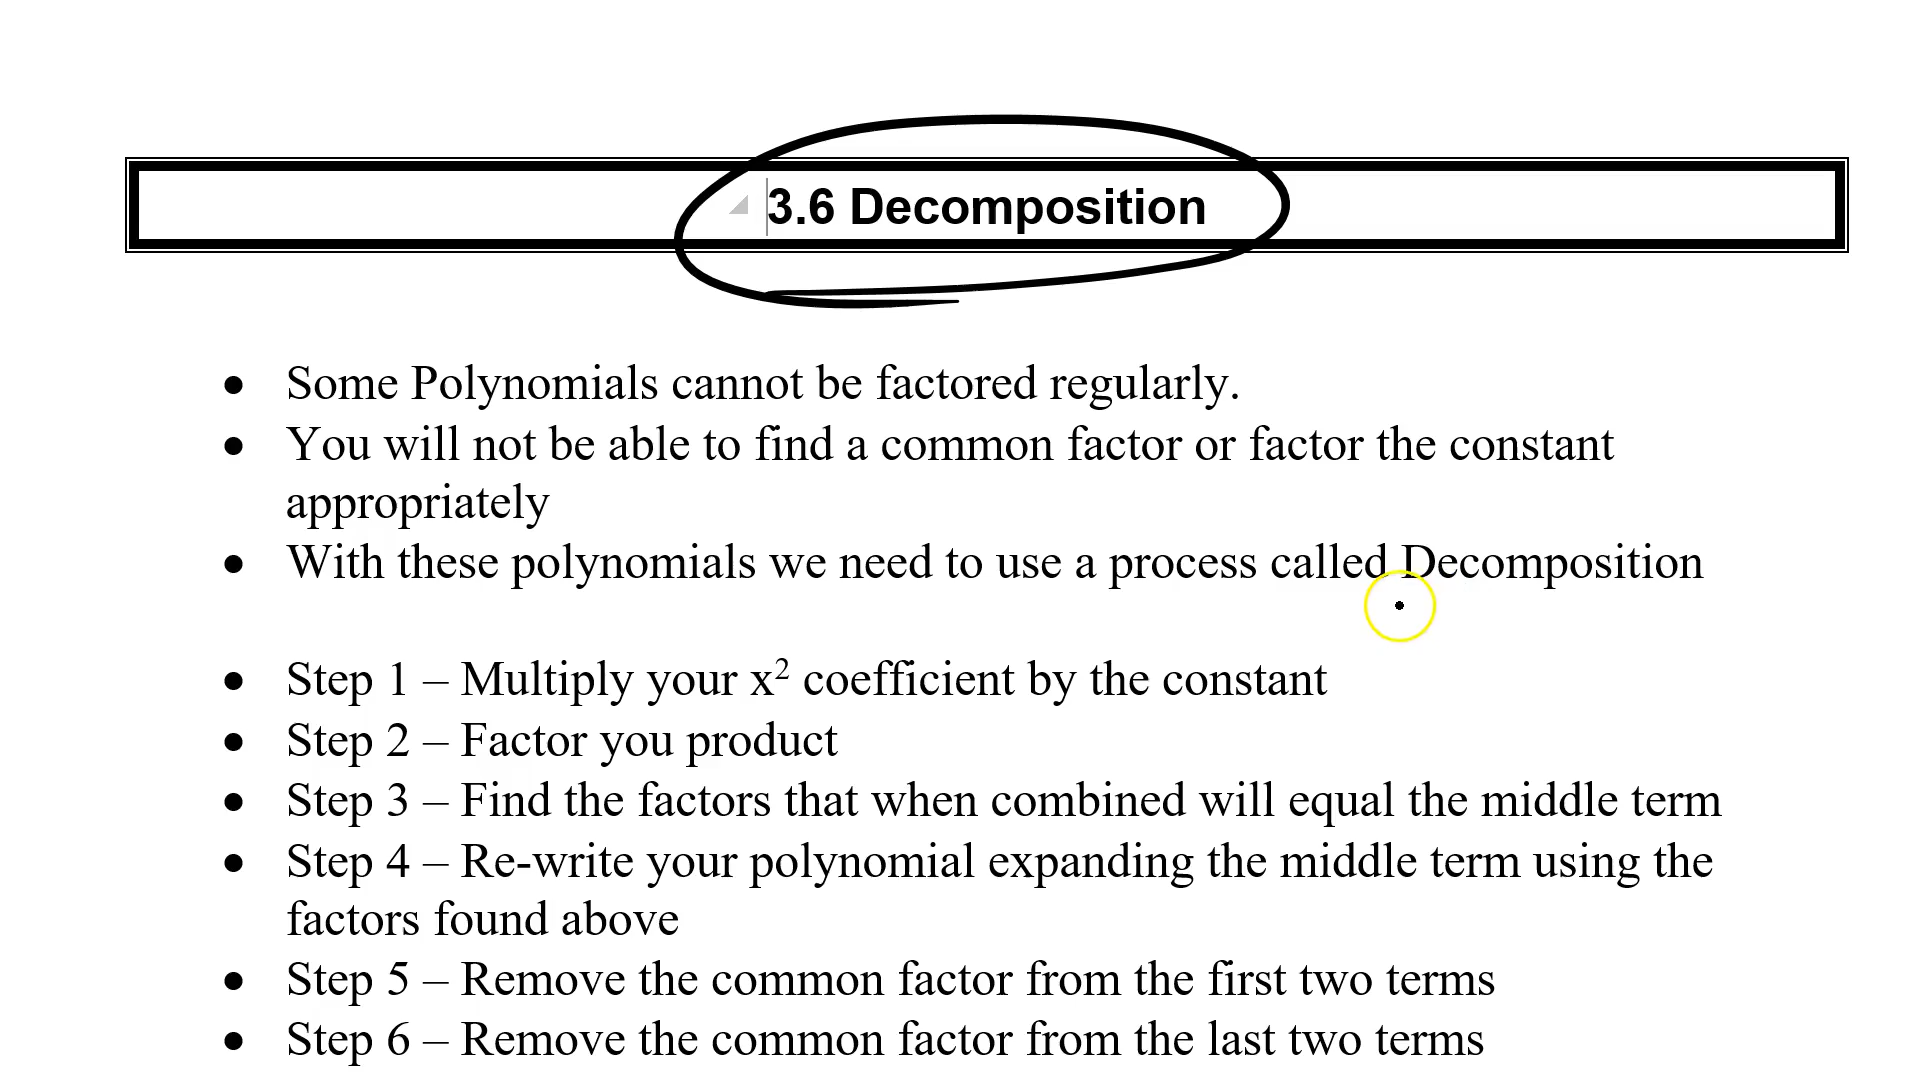 3.6 Decomposition
• Some Polynomials cannot be factored regularly.
• You will not be able to find a common factor or factor the constant
appropriately
• With these polynomials we need to use a process called Decomposition
• Step 1 – Multiply your x² coefficient by the constant
• Step 2 – Factor you product
• Step 3 – Find the factors that when combined will equal the middle term
• Step 4 – Re-write your polynomial expanding the middle term using the
factors found above
• Step 5 – Remove the common factor from the first two terms
• Step 6 – Remove the common factor from the last two terms